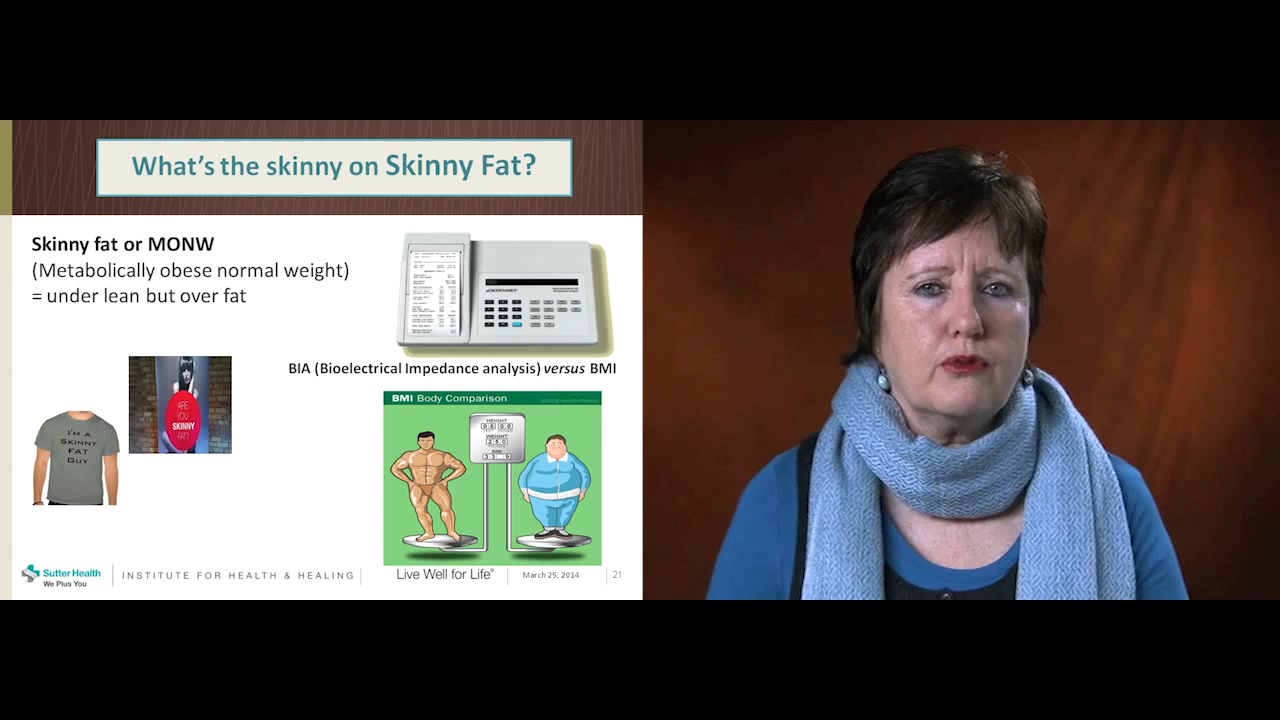 What's the skinny on Skinny Fat?
Skinny fat or MONW
(Metabolically obese normal weight)
= under lean but over fat
BIA (Bioelectrical Impedance analysis) versus BMI
I'M A
SKINNY
FAT
GUY
ARE
YOU
SKINNY
FAT?
BMI Body Comparison
HEIGHT
WEIGHT
Sutter Health
We Plus You
INSTITUTE FOR HEALTH & HEALING
Live Well for Life®
March 25, 2014
21